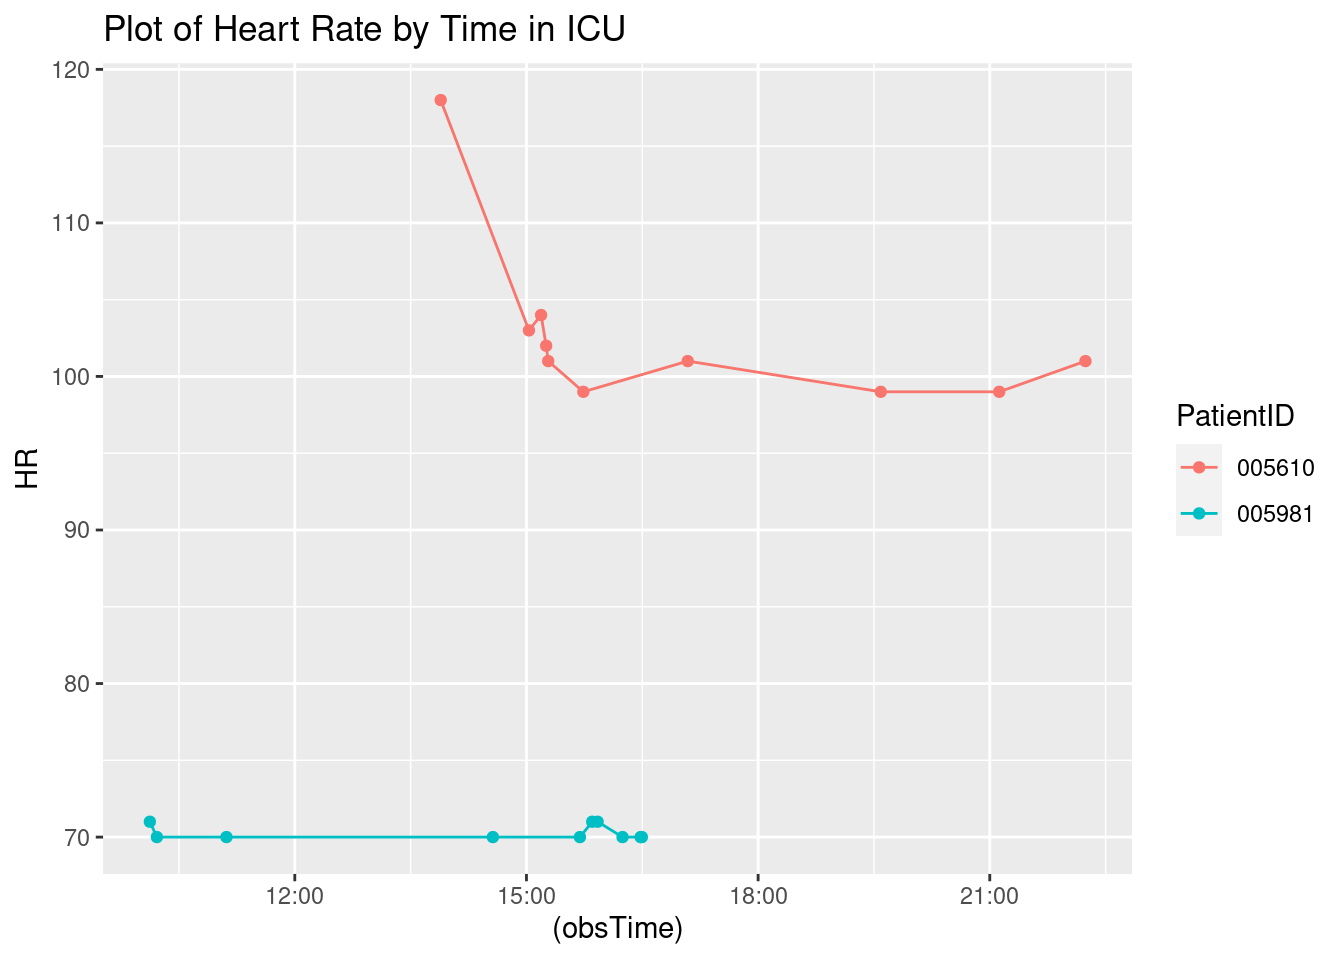 Plot of Heart Rate by Time in ICU
120
110
100
90
80
70
HR
12:00 15:00 18:00 21:00
(obsTime)
PatientID
005610
005981